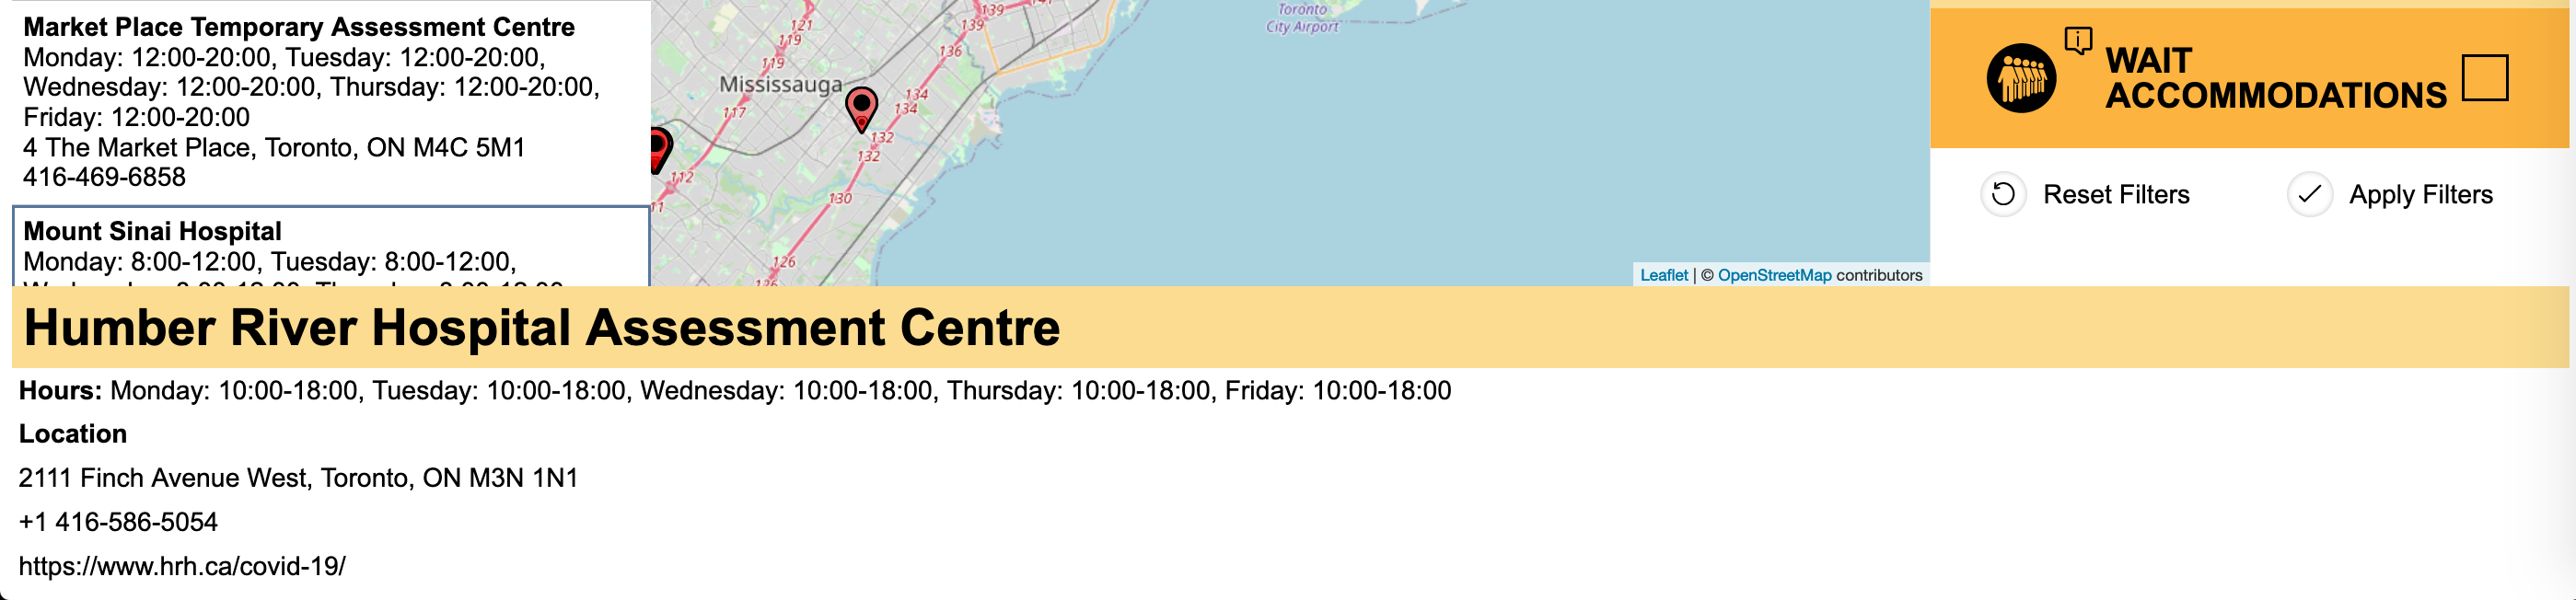 Market Place Temporary Assessment Centre
Monday: 12:00-20:00, Tuesday: 12:00-20:00,
Wednesday: 12:00-20:00, Thursday: 12:00-20:00,
Friday: 12:00-20:00
4 The Market Place, Toronto, ON M4C 5M1
416-469-6858
Mount Sinai Hospital
Monday: 8:00-12:00, Tuesday: 8:00-12:00,
Toronto
City Airport
Mississauga
121
119
119
117
112
139
139
136
134
134
132
132
130
126
Leaflet | © OpenStreetMap contributors
WAIT
ACCOMMODATIONS
Reset Filters
Apply Filters
Humber River Hospital Assessment Centre
Hours: Monday: 10:00-18:00, Tuesday: 10:00-18:00, Wednesday: 10:00-18:00, Thursday: 10:00-18:00, Friday: 10:00-18:00
Location
2111 Finch Avenue West, Toronto, ON M3N 1N1
+1 416-586-5054
https://www.hrh.ca/covid-19/